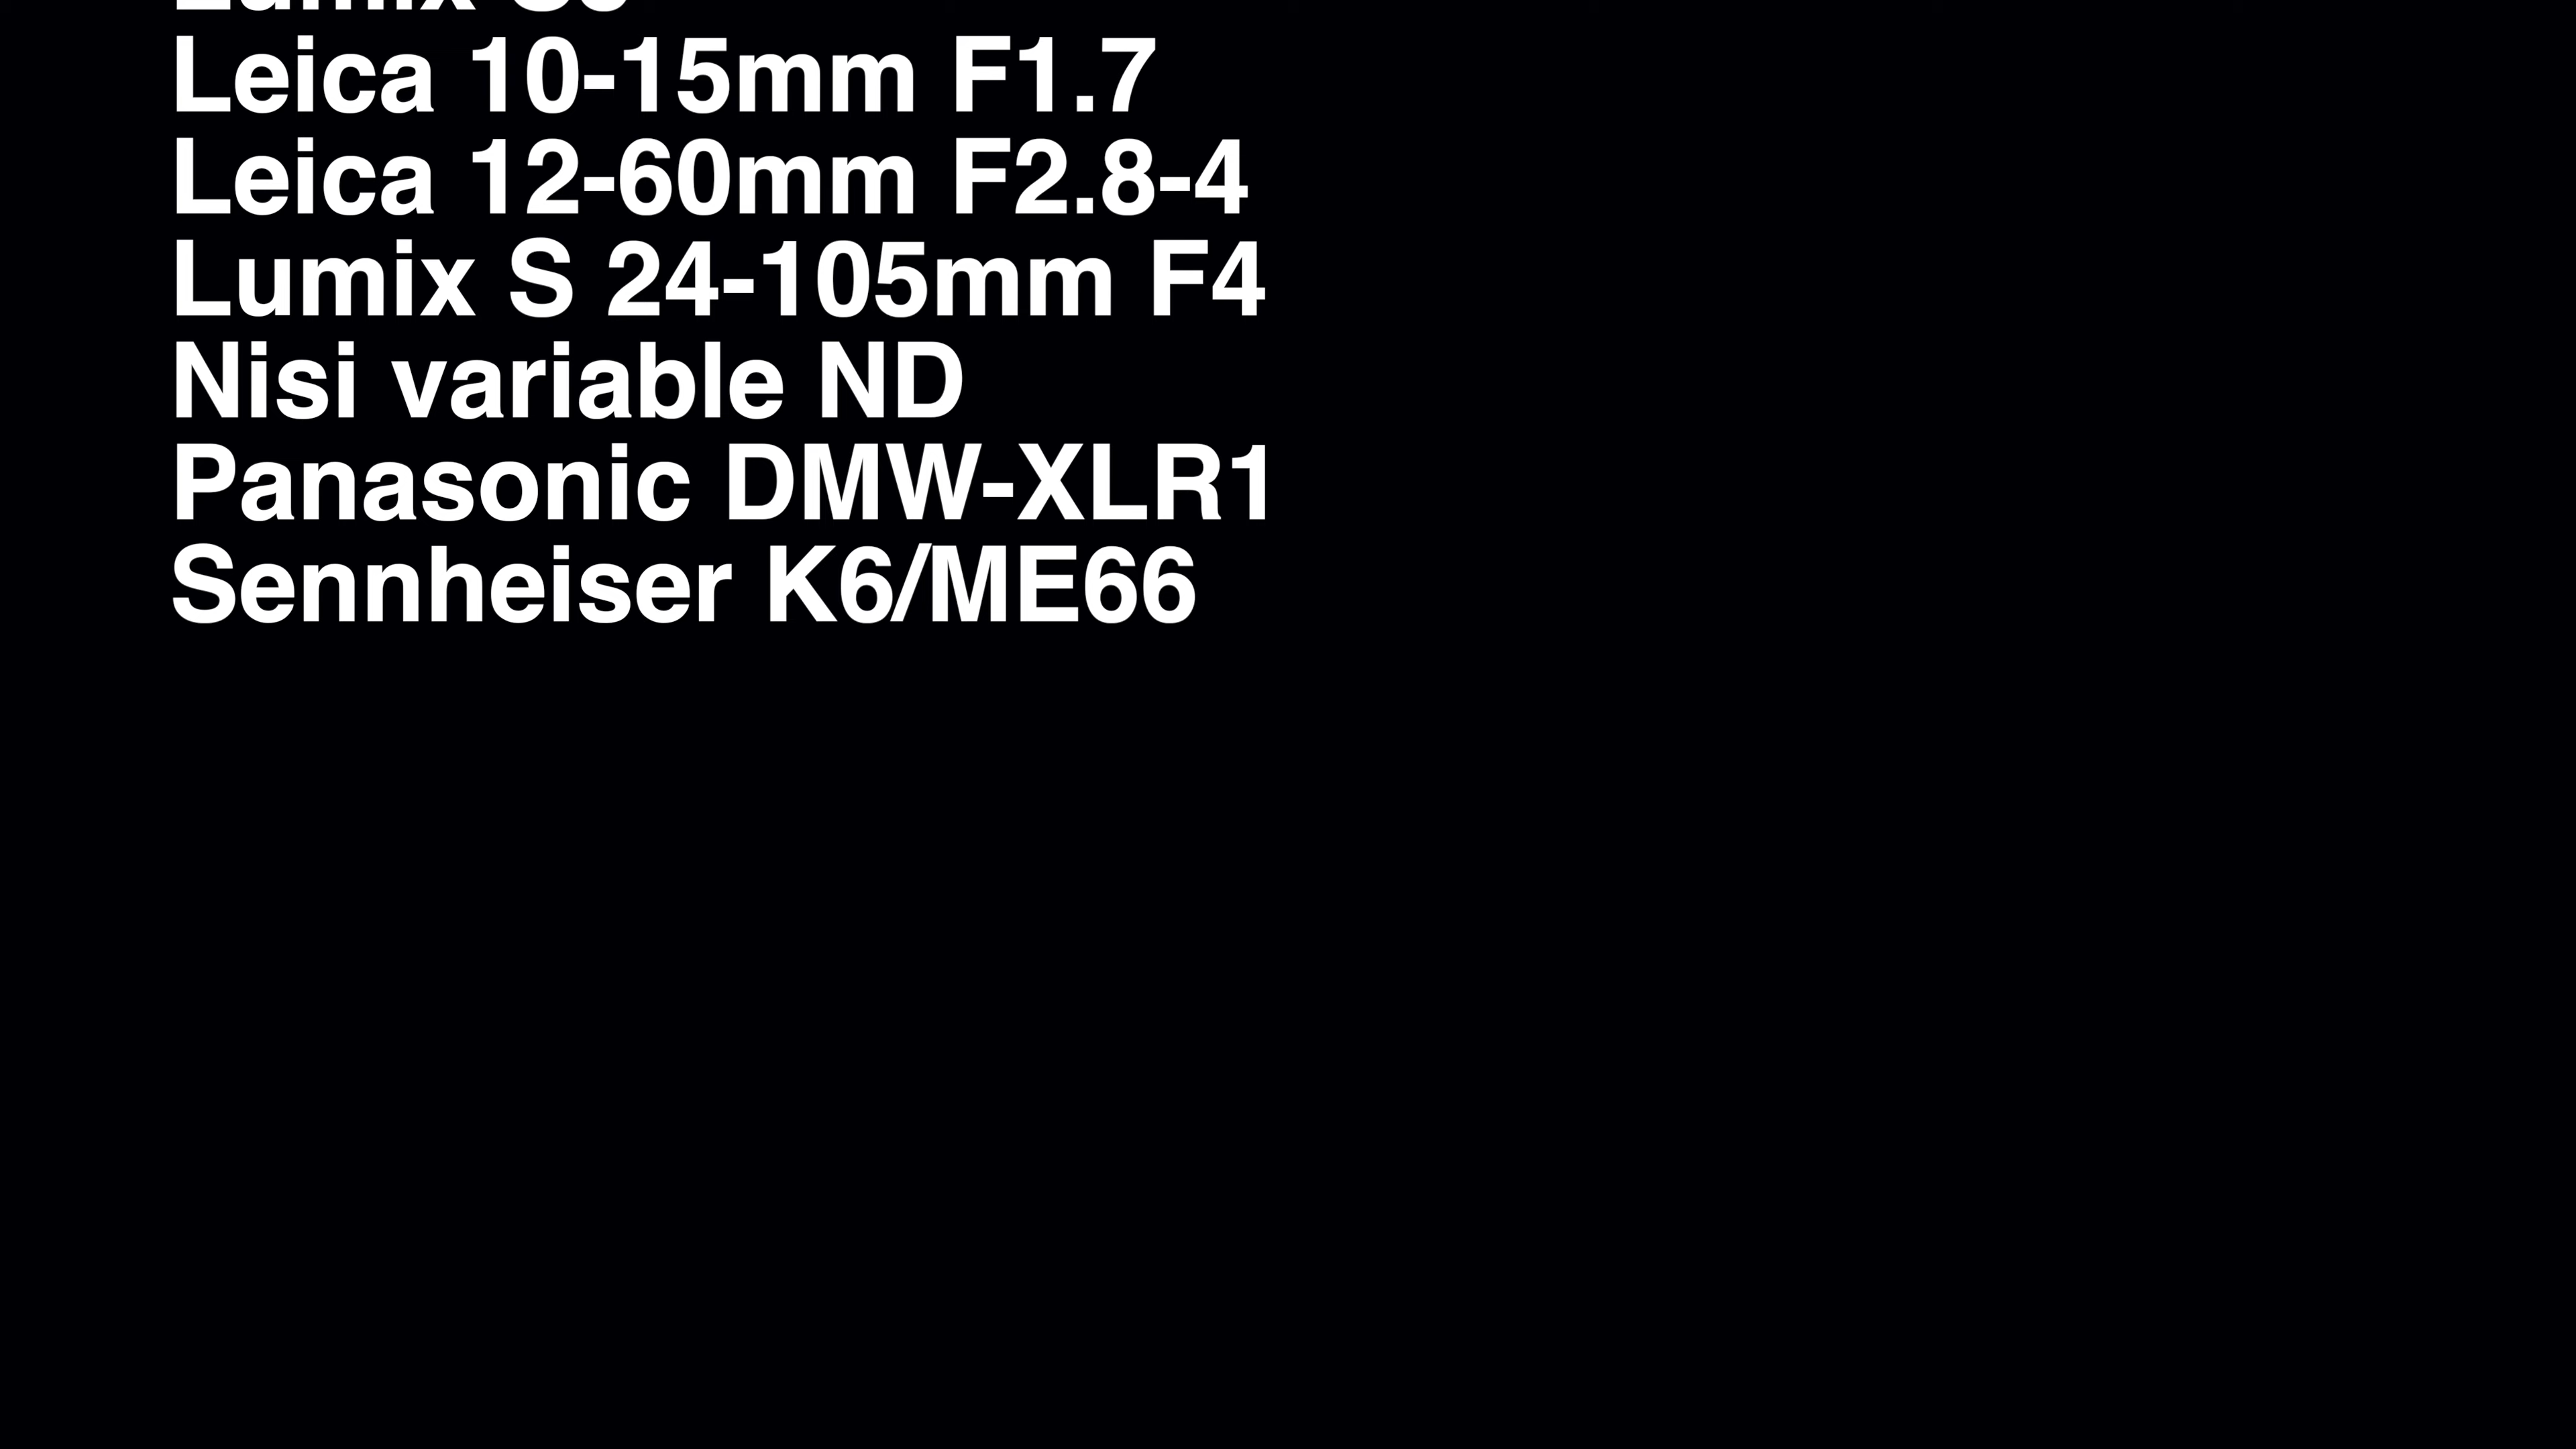 Leica 10-15mm F1.7
Leica 12-60mm F2.8-4
Lumix S 24-105mm F4
Nisi variable ND
Panasonic DMW-XLR1
Sennheiser K6/ME66